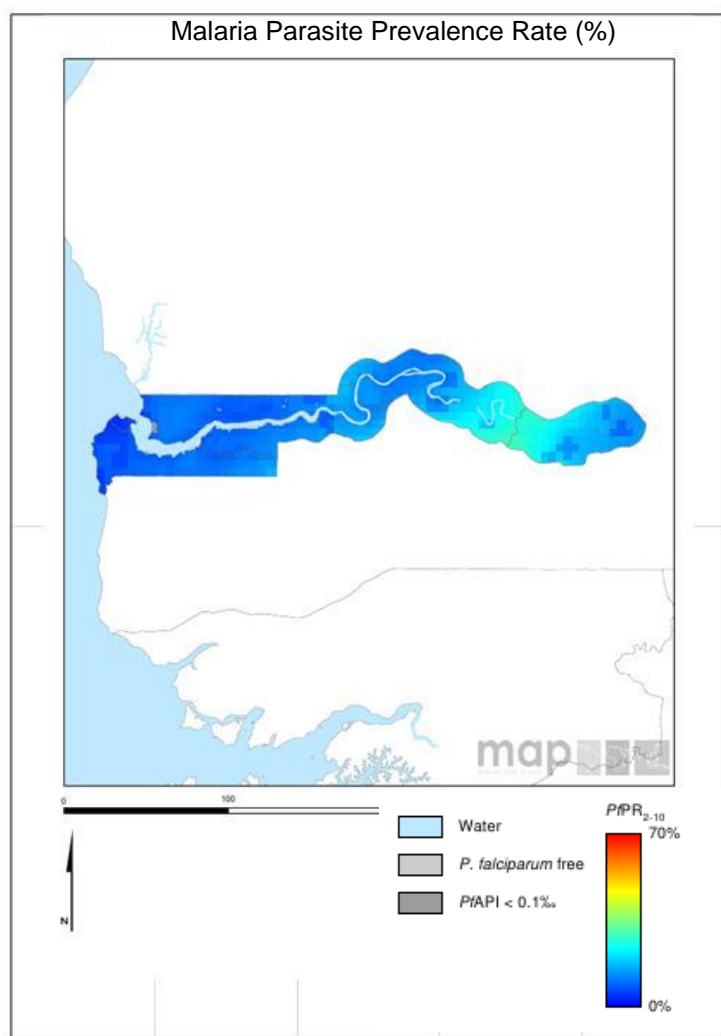 Malaria Parasite Prevalence Rate (%)
map
0 100
N
Water
P. falciparum free
PfAPI < 0.1‰
PfPR2-10
70%
0%